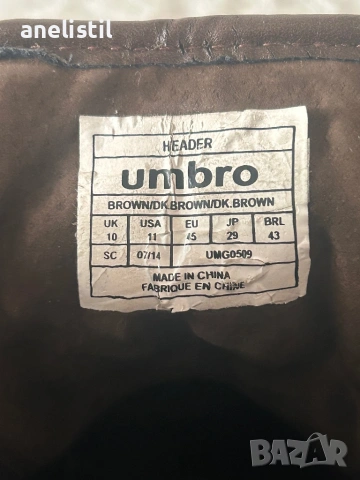 anelistil
HEADER
umbro
BROWN/DK.BROWN/DK.BROWN
UK USA EU JP BRL
10 11 45 29 43
SC 07/14 UMG0509
MADE IN CHINA
FABRIQUE EN CHINE
BAZAR